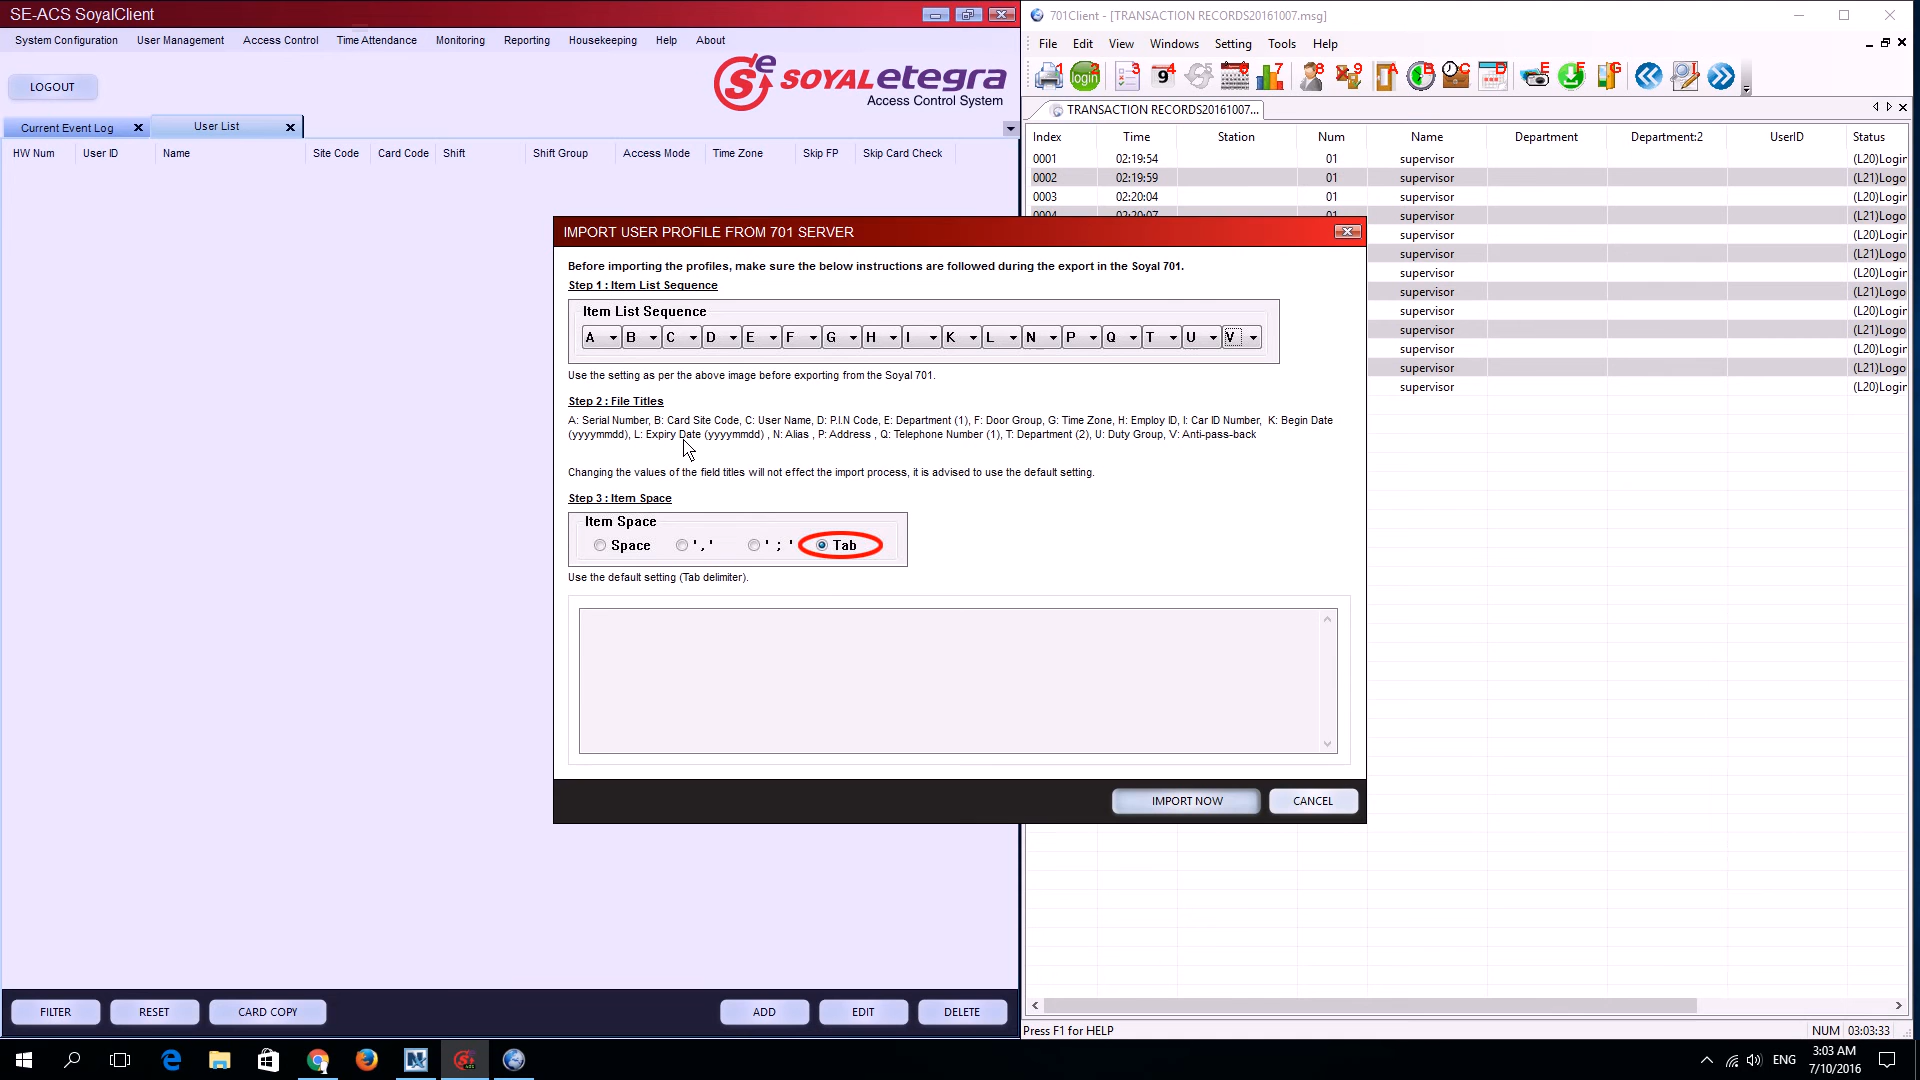 SE-ACS SoyalClient
System Configuration User Management Access Control Time Attendance Monitoring Reporting Housekeeping Help About
LOGOUT
SOYALetegra
Access Control System
Current Event Log User List
HW Num User ID Name Site Code Card Code Shift Shift Group Access Mode Time Zone Skip FP Skip Card Check
701Client - [TRANSACTION RECORDS20161007.msg]
File Edit View Windows Setting Tools Help
TRANSACTION RECORDS20161007...
Index Time Station Num Name Department Department:2 UserID Status
0001 02:19:54 01 supervisor (L20)Login
0002 02:19:59 01 supervisor (L21)Logo
0003 02:20:04 01 supervisor (L20)Login
0004 02:20:07 01 supervisor (L21)Logo
supervisor (L20)Login
supervisor (L21)Logo
supervisor (L20)Login
supervisor (L21)Logo
supervisor (L20)Login
supervisor (L21)Logo
supervisor (L20)Login
supervisor (L21)Logo
supervisor (L20)Login
IMPORT USER PROFILE FROM 701 SERVER
Before importing the profiles, make sure the below instructions are followed during the export in the Soyal 701.
Step 1 : Item List Sequence
Item List Sequence
A B C D E F G H I K L N P Q T U V
Use the setting as per the above image before exporting from the Soyal 701.
Step 2 : File Titles
A: Serial Number, B: Card Site Code, C: User Name, D: P.I.N Code, E: Department (1), F: Door Group, G: Time Zone, H: Employ ID, I: Car ID Number, K: Begin Date
(yyyymmdd), L: Expiry Date (yyyymmdd) , N: Alias , P: Address , Q: Telephone Number (1), T: Department (2), U: Duty Group, V: Anti-pass-back
Changing the values of the field titles will not effect the import process, it is advised to use the default setting.
Step 3 : Item Space
Item Space
Space ',' ';' Tab
Use the default setting (Tab delimiter).
IMPORT NOW CANCEL
FILTER RESET CARD COPY ADD EDIT DELETE
Press F1 for HELP NUM 03:03:33
ENG 3:03 AM
7/10/2016